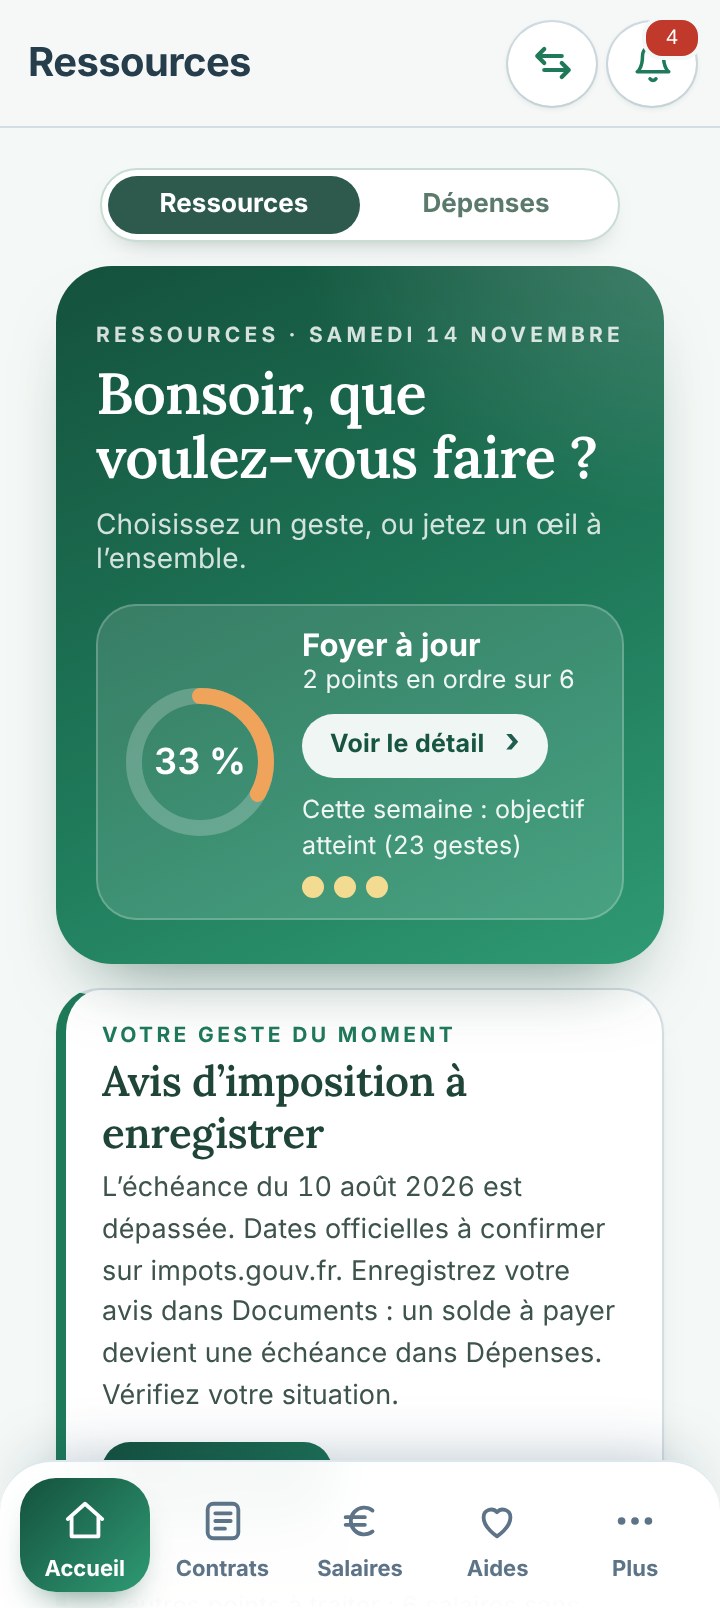 Ressources
4
Ressources
Dépenses
RESSOURCES · SAMEDI 14 NOVEMBRE
Bonsoir, que
voulez-vous faire ?
Choisissez un geste, ou jetez un œil à
l’ensemble.
33 %
Foyer à jour
2 points en ordre sur 6
Voir le détail ›
Cette semaine : objectif
atteint (23 gestes)
VOTRE GESTE DU MOMENT
Avis d’imposition à
enregistrer
L’échéance du 10 août 2026 est
dépassée. Dates officielles à confirmer
sur impots.gouv.fr. Enregistrez votre
avis dans Documents : un solde à payer
devient une échéance dans Dépenses.
Vérifiez votre situation.
Accueil
Contrats
Salaires
Aides
Plus